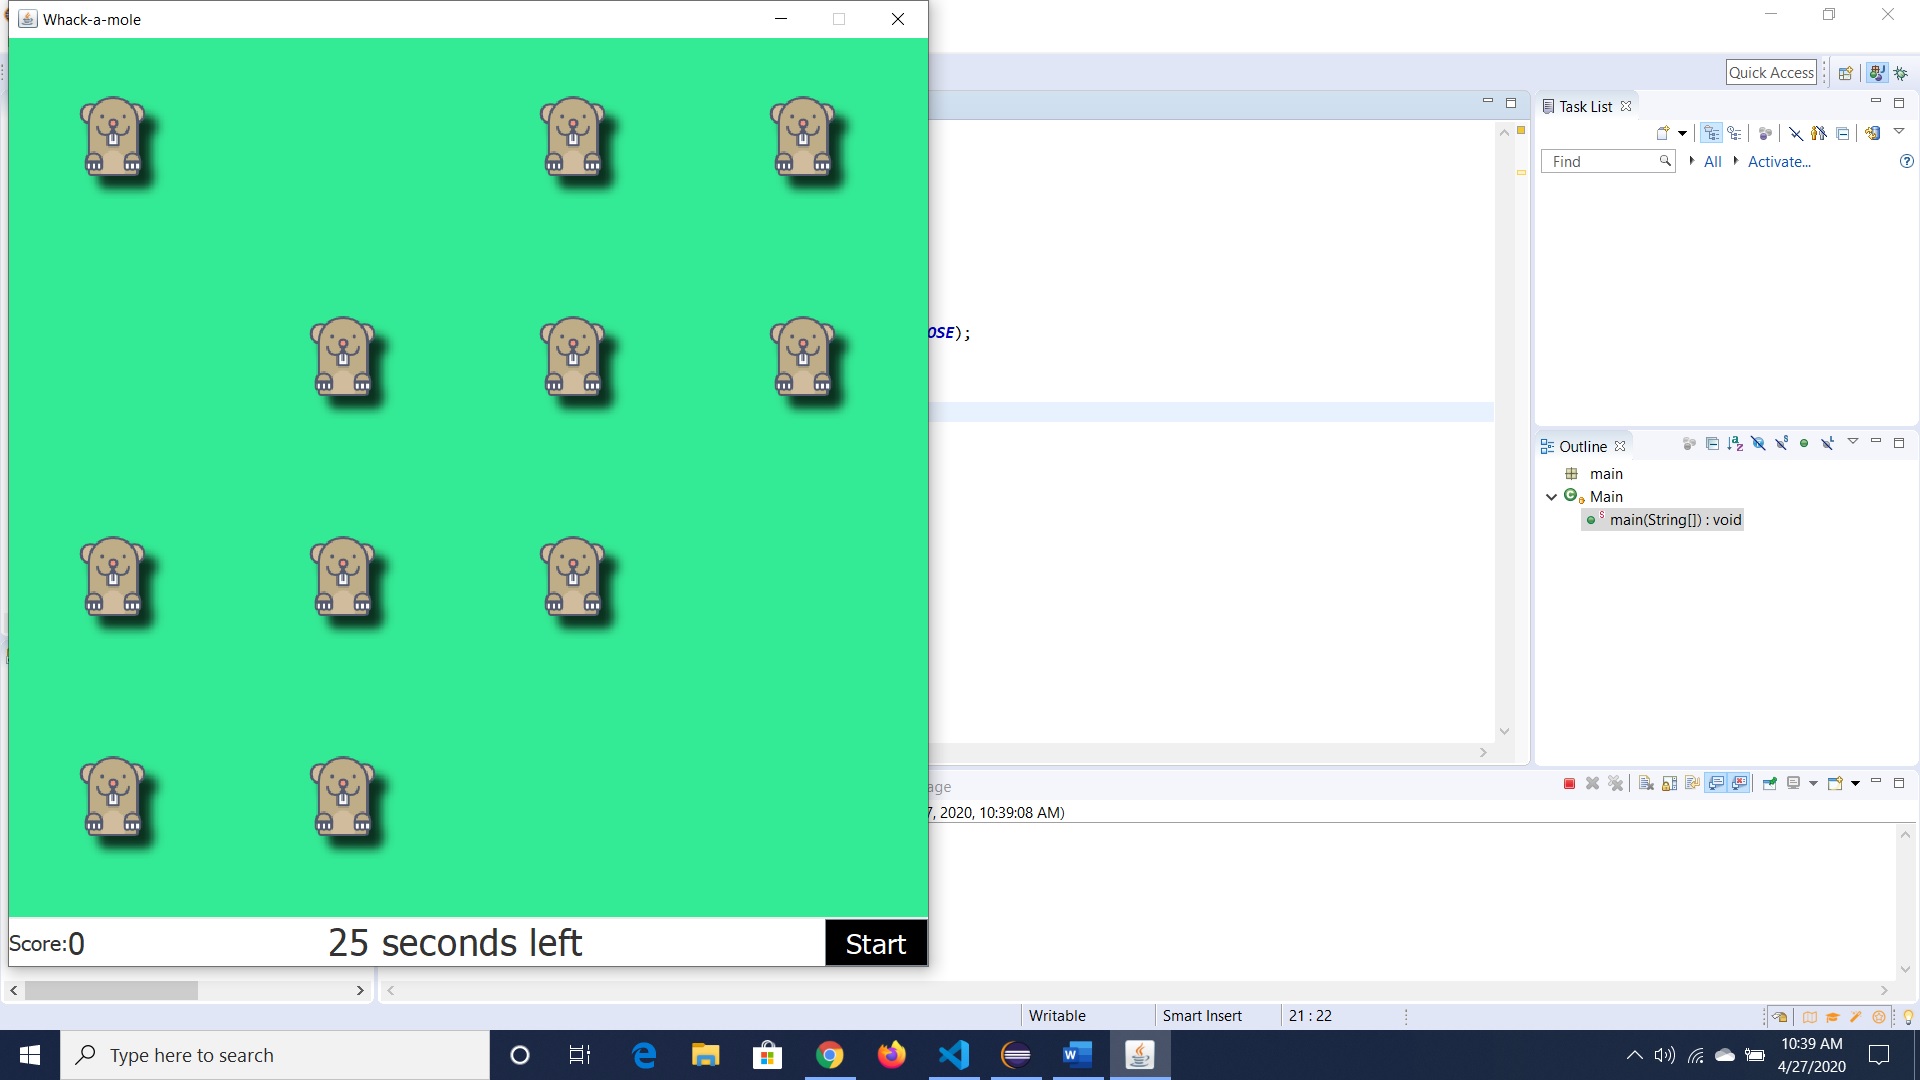 Whack-a-mole
Quick Access
Task List
Find
All
Activate...
OSE);
Outline
main
Main
main(String[]) : void
age
7, 2020, 10:39:08 AM)
Score:0
25 seconds left
Start
Writable
Smart Insert
21 : 22
Type here to search
10:39 AM
4/27/2020